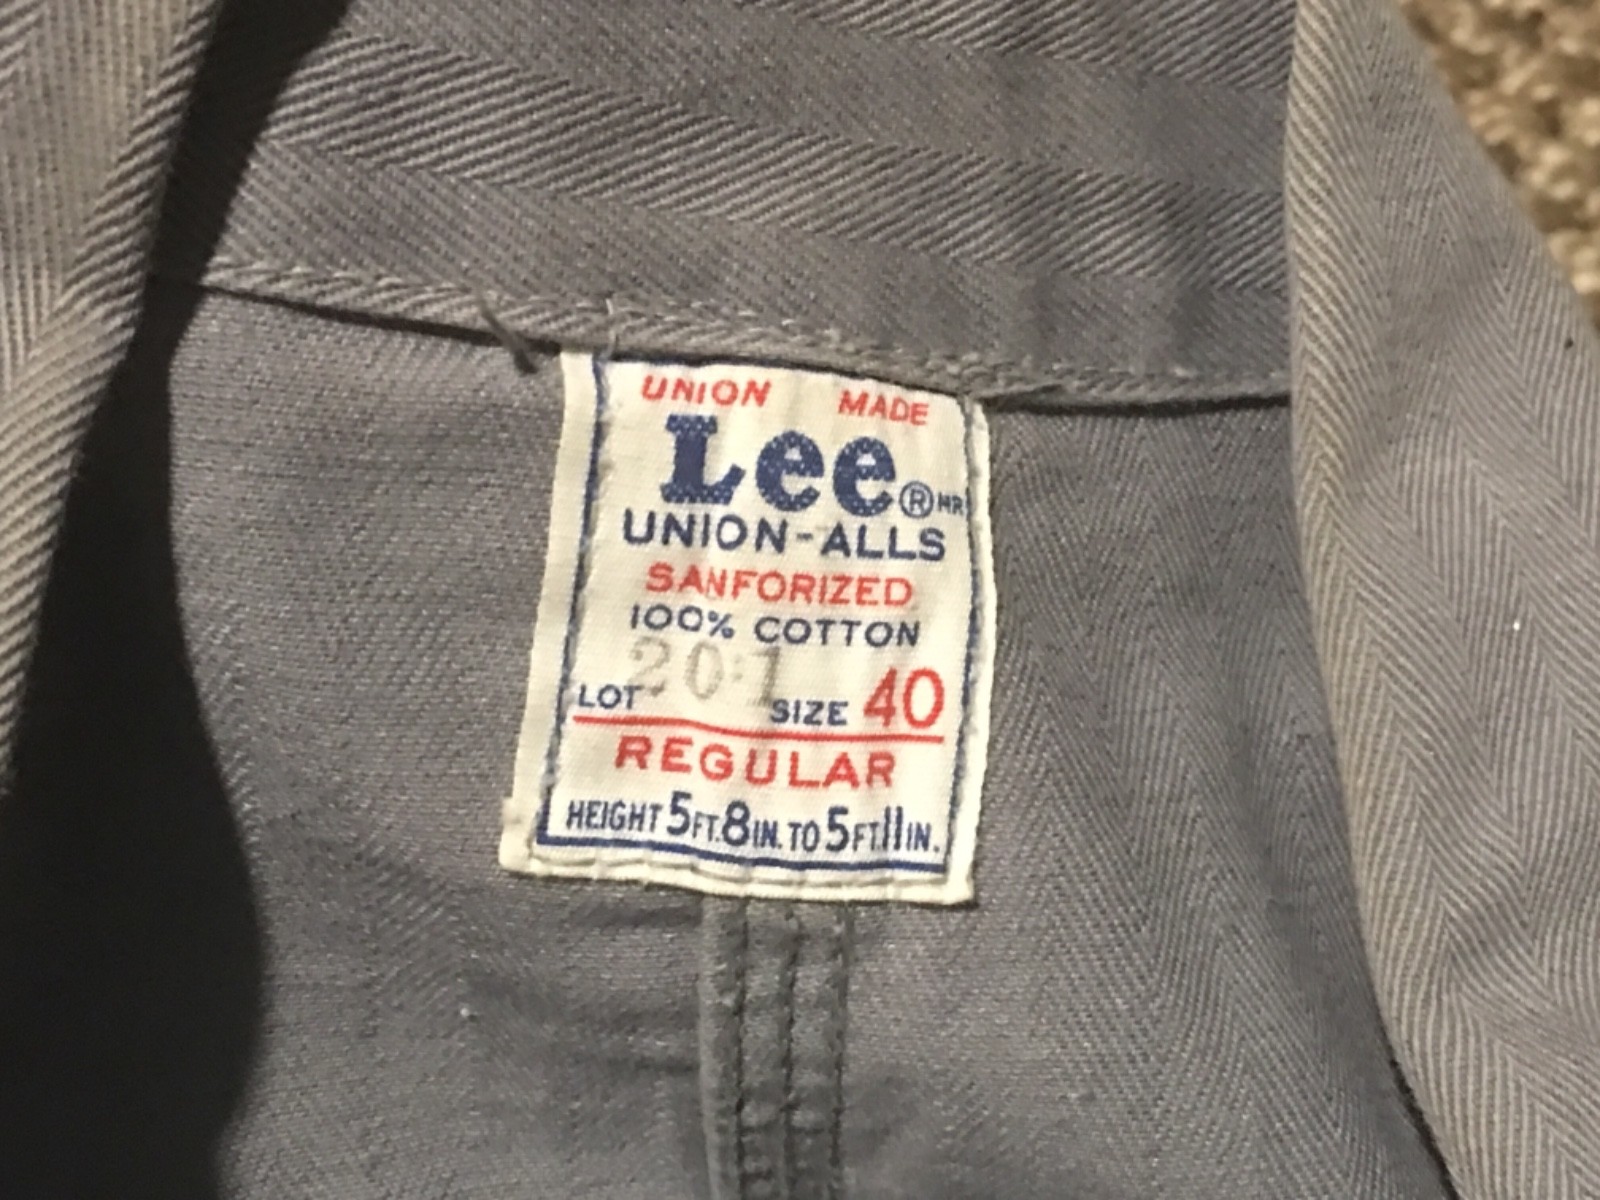 UNION MADE
Lee ® MR
UNION-ALLS
SANFORIZED
100% COTTON
LOT 201 SIZE 40
REGULAR
HEIGHT 5FT.8IN. TO 5FT.11IN.